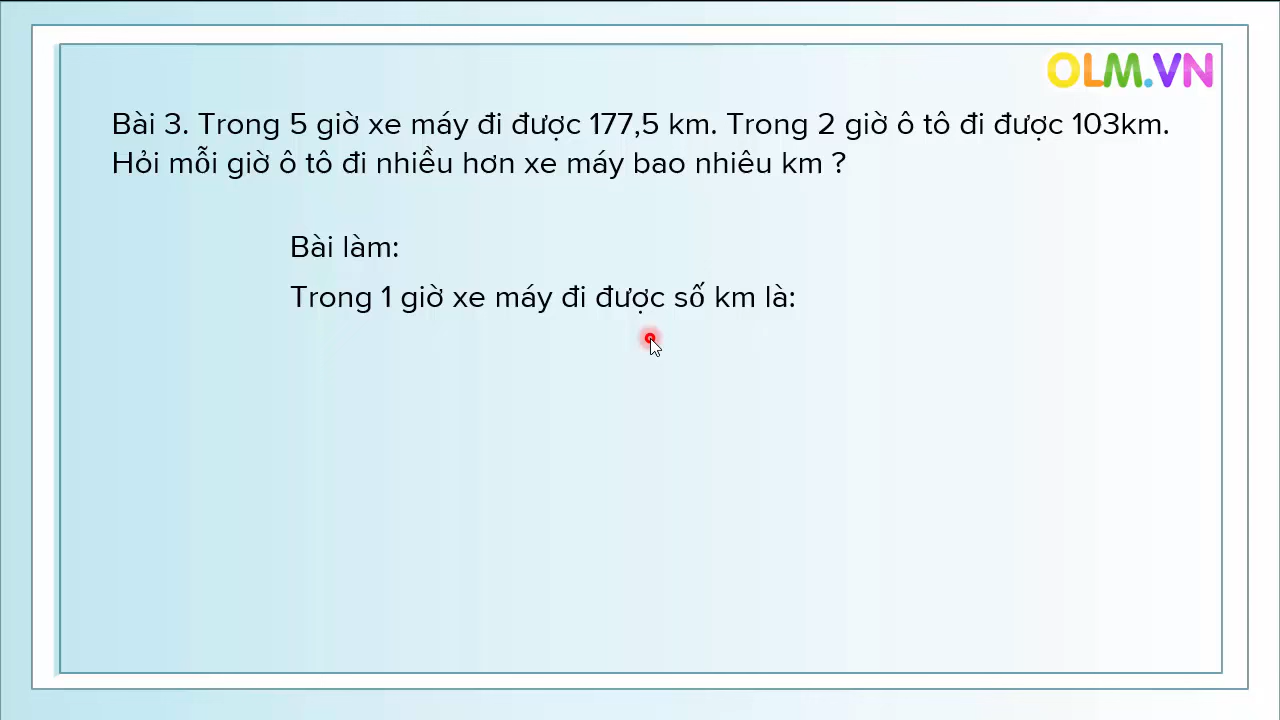 OLM.VN
Bài 3. Trong 5 giờ xe máy đi được 177,5 km. Trong 2 giờ ô tô đi được 103km.
Hỏi mỗi giờ ô tô đi nhiều hơn xe máy bao nhiêu km ?
Bài làm:
Trong 1 giờ xe máy đi được số km là: